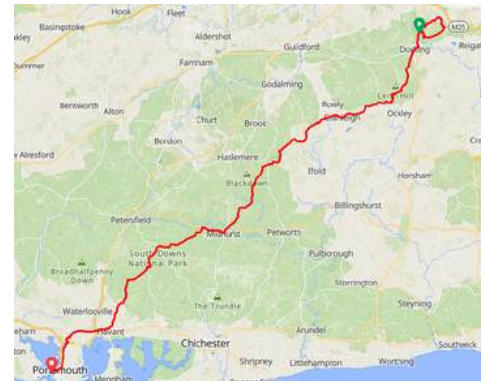 Hook
Fleet
Basingstoke
Aldershot
Guildford
M25
Dorking
Reigat
Farnham
Godalming
Leith Hill
Bentworth
Alton
Churt
Rowly
Cranleigh
Ockley
Brook
Bordon
y Alresford
Haslemere
Ifold
Blackdown
Horsham
Billingshurst
Petersfield
Midhurst
Petworth
South Downs
National Park
Pulborough
Broadhalfpenny
Down
Storrington
The Trundle
Steyning
Waterlooville
Havant
Arundel
Chichester
Southwick
Portsmouth
Shripney
Littlehampton
Worthing